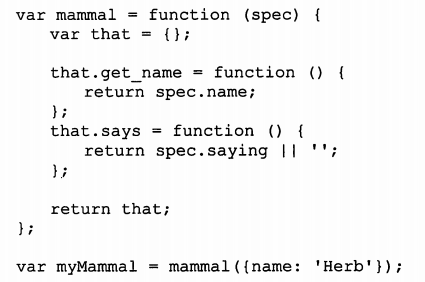 var mammal = function (spec) {
    var that = {};

    that.get_name = function () {
        return spec.name;
    };
    that.says = function () {
        return spec.saying || '';
    };

    return that;
};

var myMammal = mammal({name: 'Herb'});